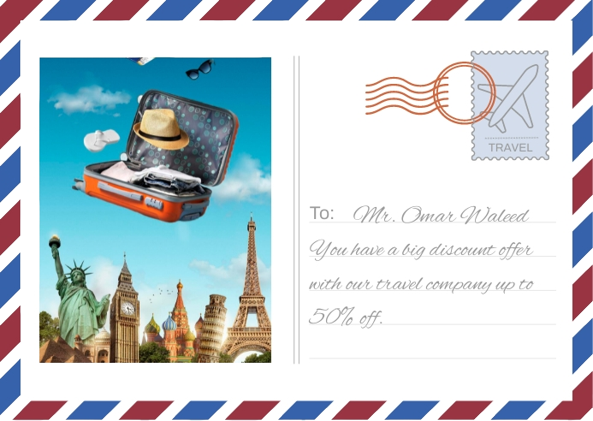 TRAVEL
To: Mr. Omar Waleed
You have a big discount offer
with our travel company up to
50% off.